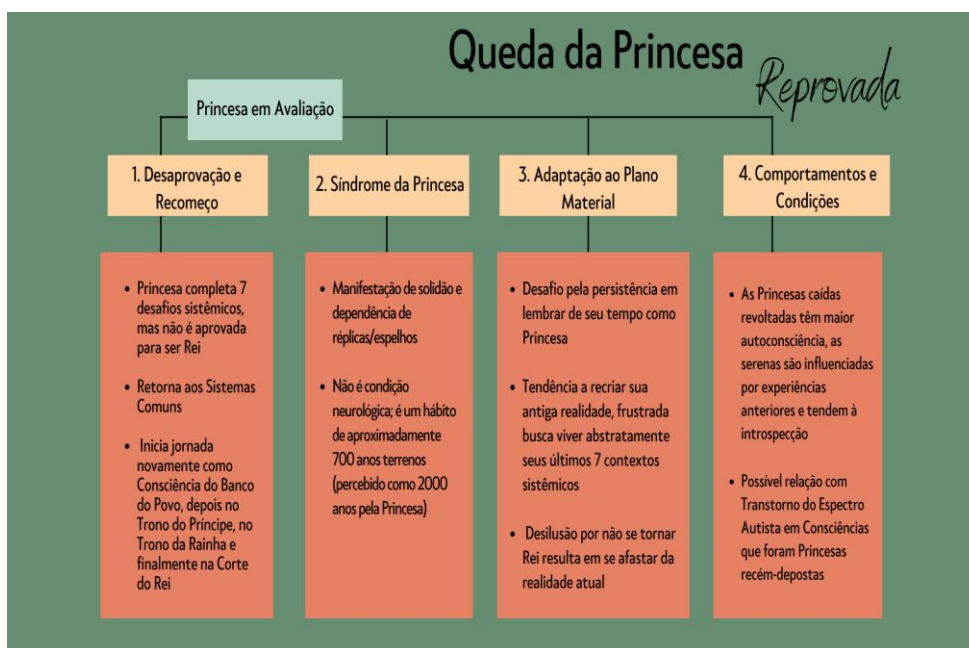 Queda da Princesa
Reprovada
Princesa em Avaliação
1. Desaprovação e
Recomeço
2. Síndrome da Princesa
3. Adaptação ao Plano
Material
4. Comportamentos e
Condições
• Princesa completa 7
desafios sistêmicos,
mas não é aprovada
para ser Rei
• Retorna aos Sistemas
Comuns
• Inicia jornada
novamente como
Consciência do Banco
do Povo, depois no
Trono do Príncipe, no
Trono da Rainha e
finalmente na Corte
do Rei
• Manifestação de solidão e
dependência de
réplicas/espelhos
• Não é condição
neurológica; é um hábito
de aproximadamente
700 anos terrenos
(percebido como 2000
anos pela Princesa)
• Desafio pela persistência em
lembrar de seu tempo como
Princesa
• Tendência a recriar sua
antiga realidade, frustrada
busca viver abstratamente
seus últimos 7 contextos
sistêmicos
• Desilusão por não se tornar
Rei resulta em se afastar da
realidade atual
• As Princesas caídas
revoltadas têm maior
autoconsciência, as
serenas são influenciadas
por experiências
anteriores e tendem à
introspecção
• Possível relação com
Transtorno do Espectro
Autista em Consciências
que foram Princesas
recém-depostas